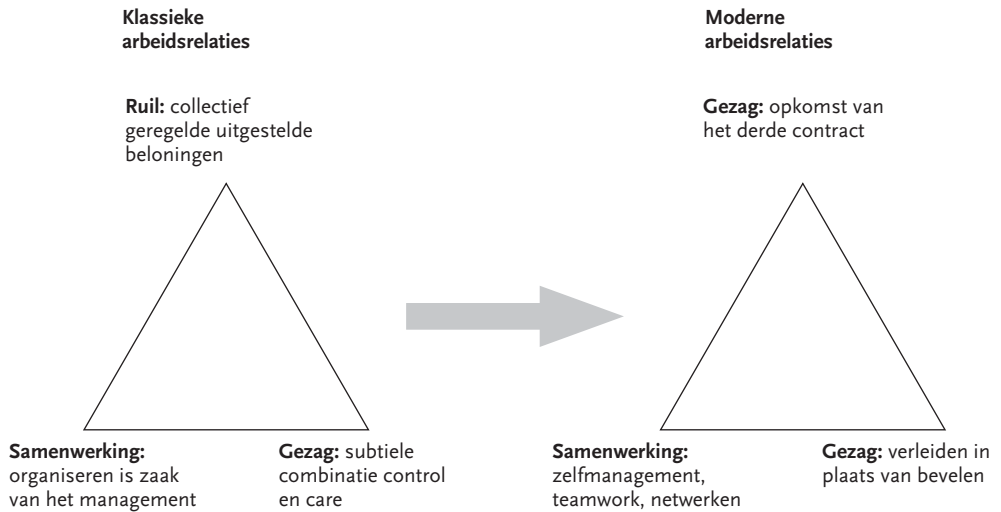 Klassieke
arbeidsrelaties
Ruil: collectief
geregelde uitgestelde
beloningen
Samenwerking:
organiseren is zaak
van het management
Gezag: subtiele
combinatie control
en care
Moderne
arbeidsrelaties
Gezag: opkomst van
het derde contract
Samenwerking:
zelfmanagement,
teamwork, netwerken
Gezag: verleiden in
plaats van bevelen